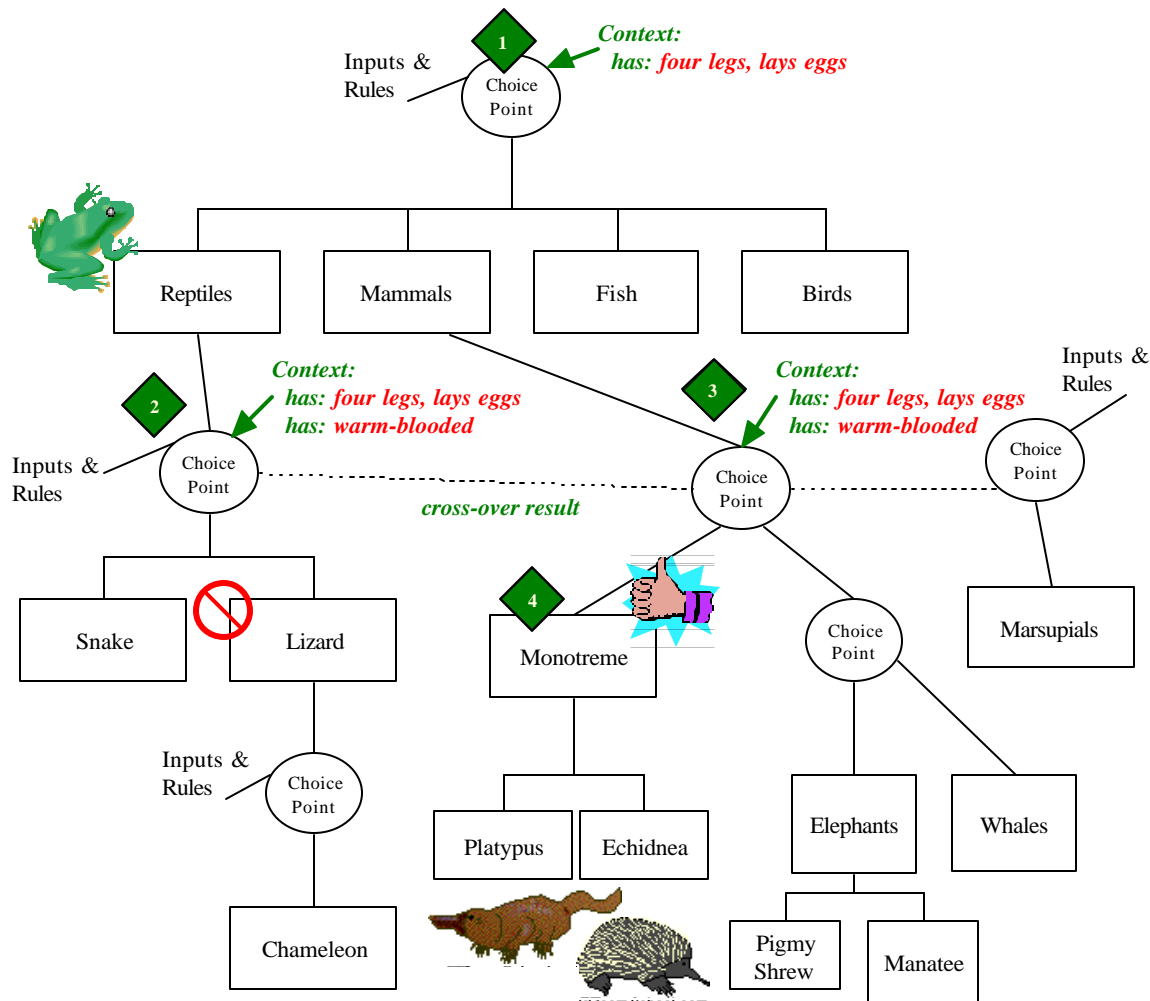 1
Context:
has: four legs, lays eggs
Inputs &
Rules
Choice
Point
Reptiles
Mammals
Fish
Birds
2
Context:
has: four legs, lays eggs
has: warm-blooded
3
Context:
has: four legs, lays eggs
has: warm-blooded
Inputs &
Rules
Inputs &
Rules
Choice
Point
Choice
Point
Choice
Point
cross-over result
Snake
Lizard
4
Monotreme
Choice
Point
Marsupials
Inputs &
Rules
Choice
Point
Platypus
Echidnea
Elephants
Whales
Chameleon
Pigmy
Shrew
Manatee